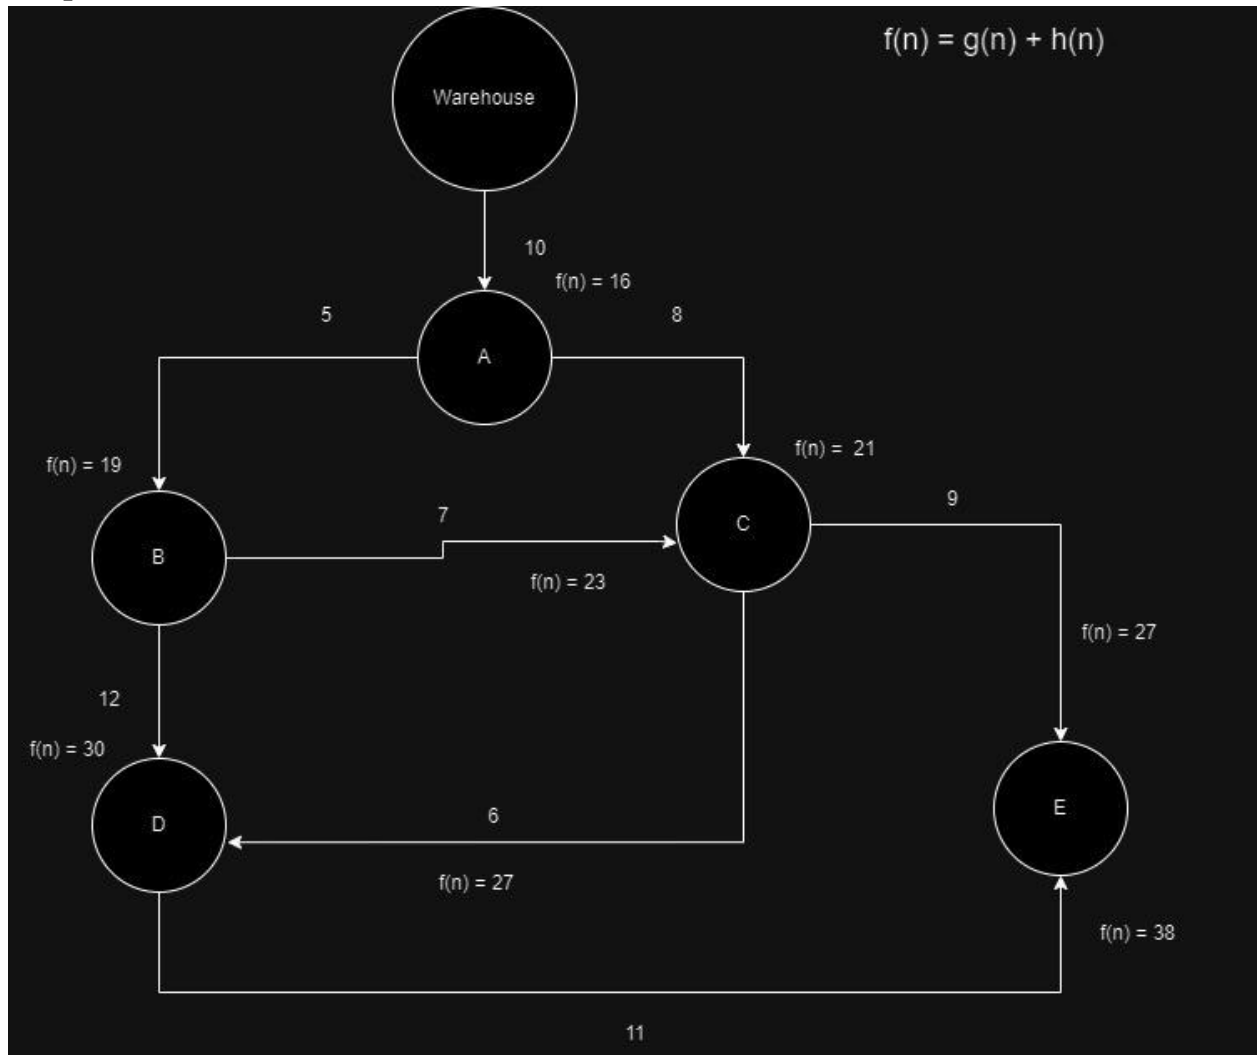 f(n) = g(n) + h(n)
Warehouse
10
f(n) = 16
5
8
A
f(n) = 19
f(n) = 21
7
9
C
B
f(n) = 23
f(n) = 27
12
f(n) = 30
6
E
D
f(n) = 27
f(n) = 38
11